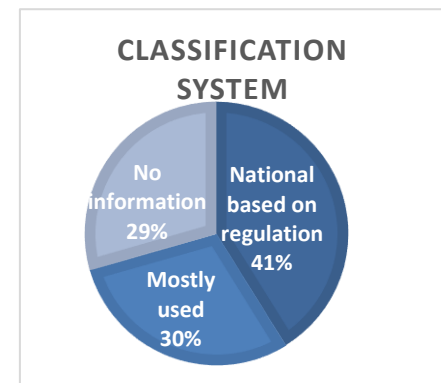 CLASSIFICATION
SYSTEM
No
information
29%
National
based on
regulation
41%
Mostly
used
30%